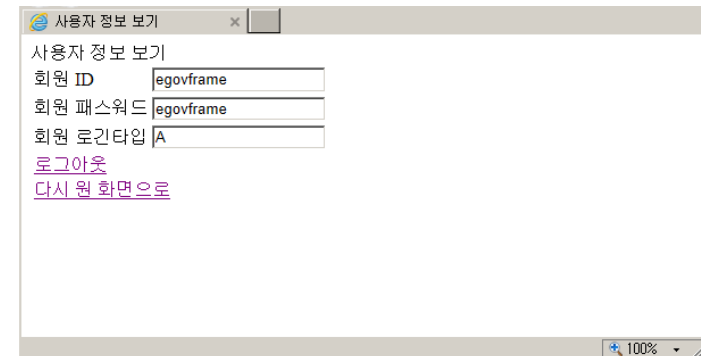 사용자 정보 보기
사용자 정보 보기
회원 ID egovframe
회원 패스워드 egovframe
회원 로긴타입 A
로그아웃
다시 원 화면으로
100%